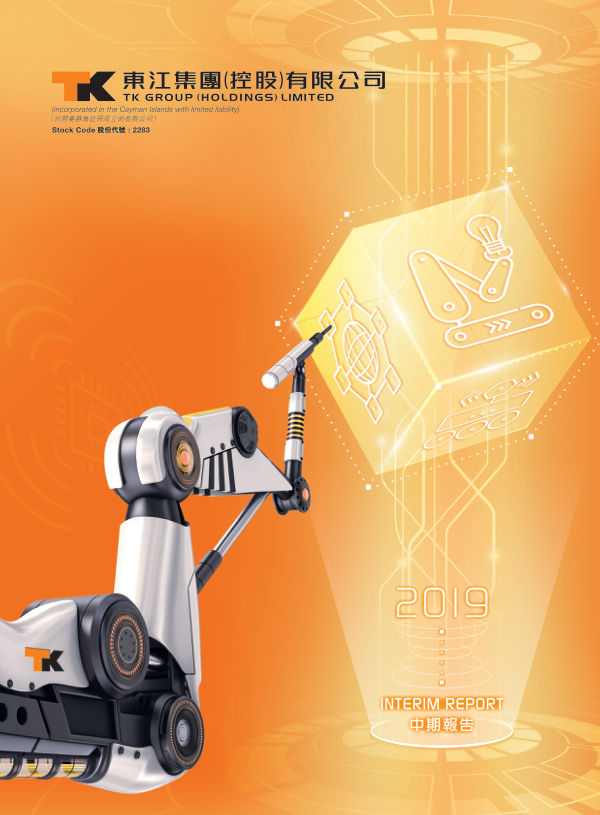 TK 東江集團(控股)有限公司
TK GROUP (HOLDINGS) LIMITED
(incorporated in the Cayman Islands with limited liability)
(於開曼群島註冊成立的有限公司)
Stock Code 股份代號 : 2283
TK
2019
INTERIM REPORT
中期報告